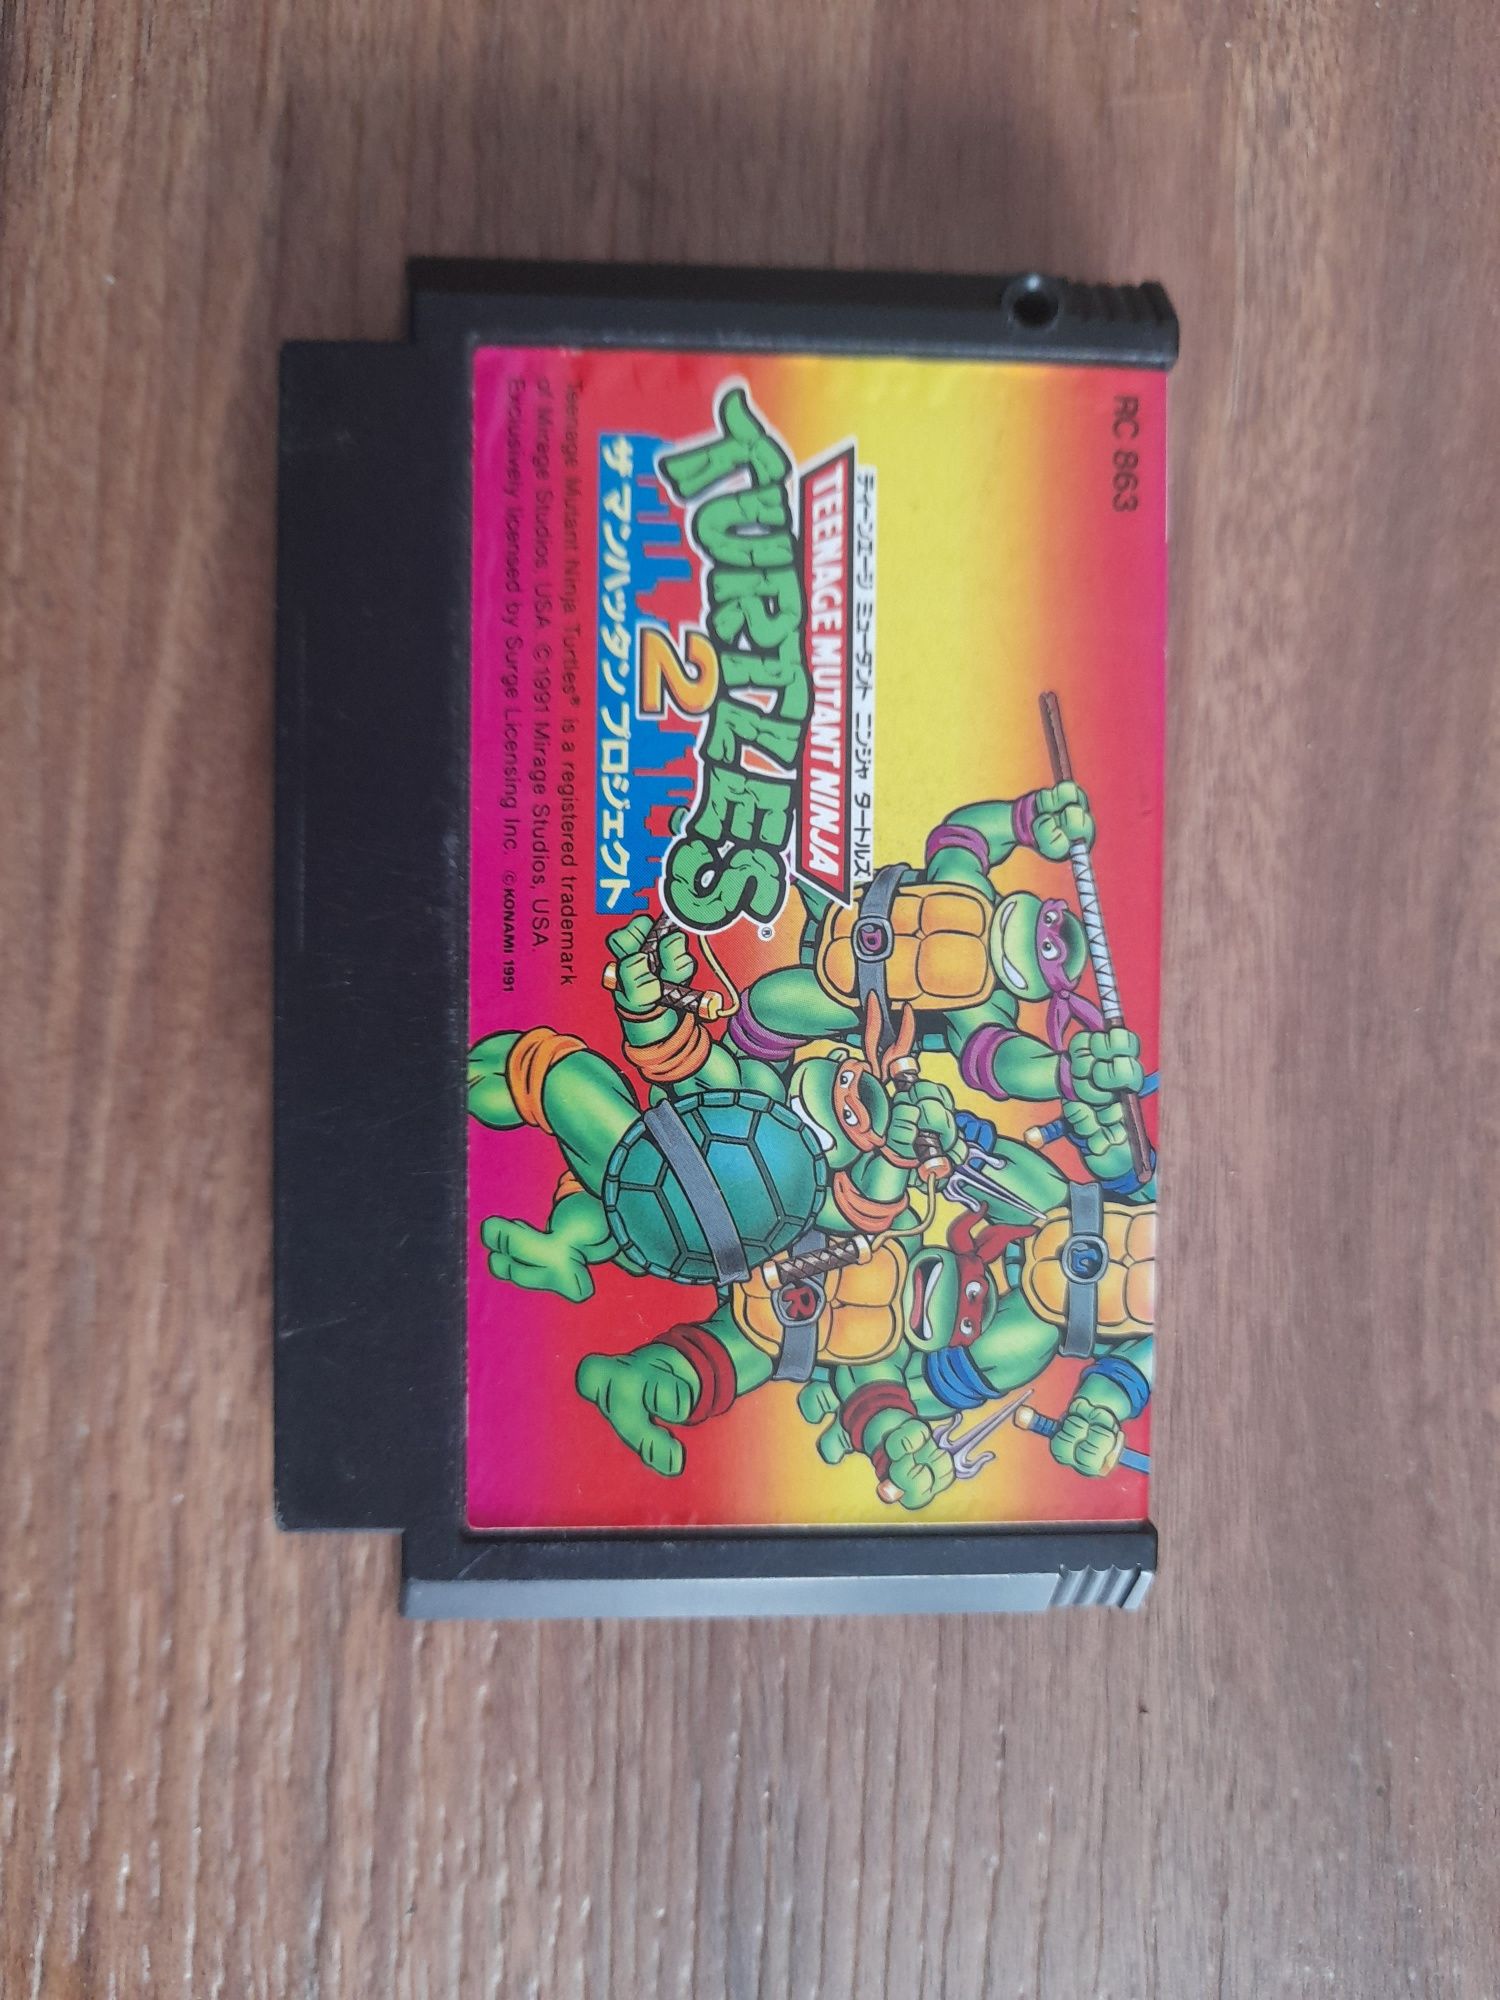 RC 863
ティーンエージ ミュータント ニンジャ タートルズ
TEENAGE MUTANT NINJA
TURTLES®
2
ザ マンハッタン プロジェクト
Teenage Mutant Ninja Turtles® is a registered trademark
of Mirage Studios, USA. ©1991 Mirage Studios, USA.
Exclusively licensed by Surge Licensing Inc. ©KONAMI 1991
D
L
R